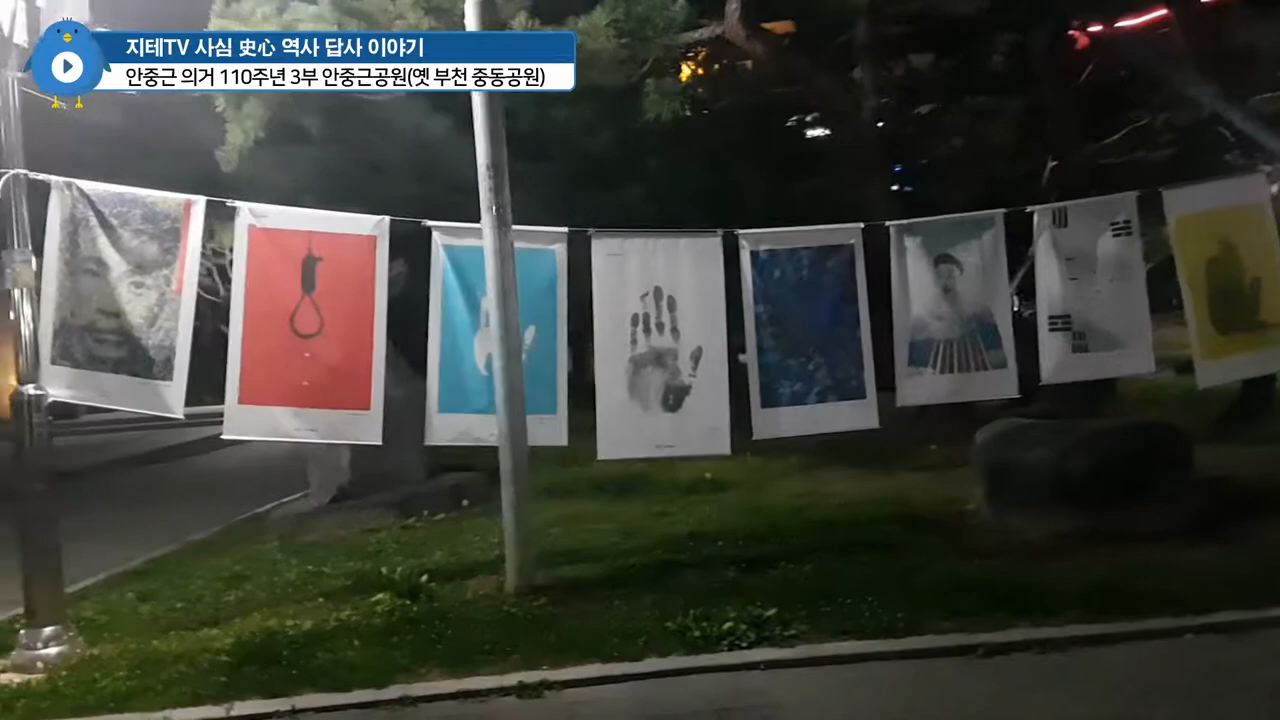 지테TV 사심 史心 역사 답사 이야기
안중근 의거 110주년 3부 안중근공원(옛 부천 중동공원)